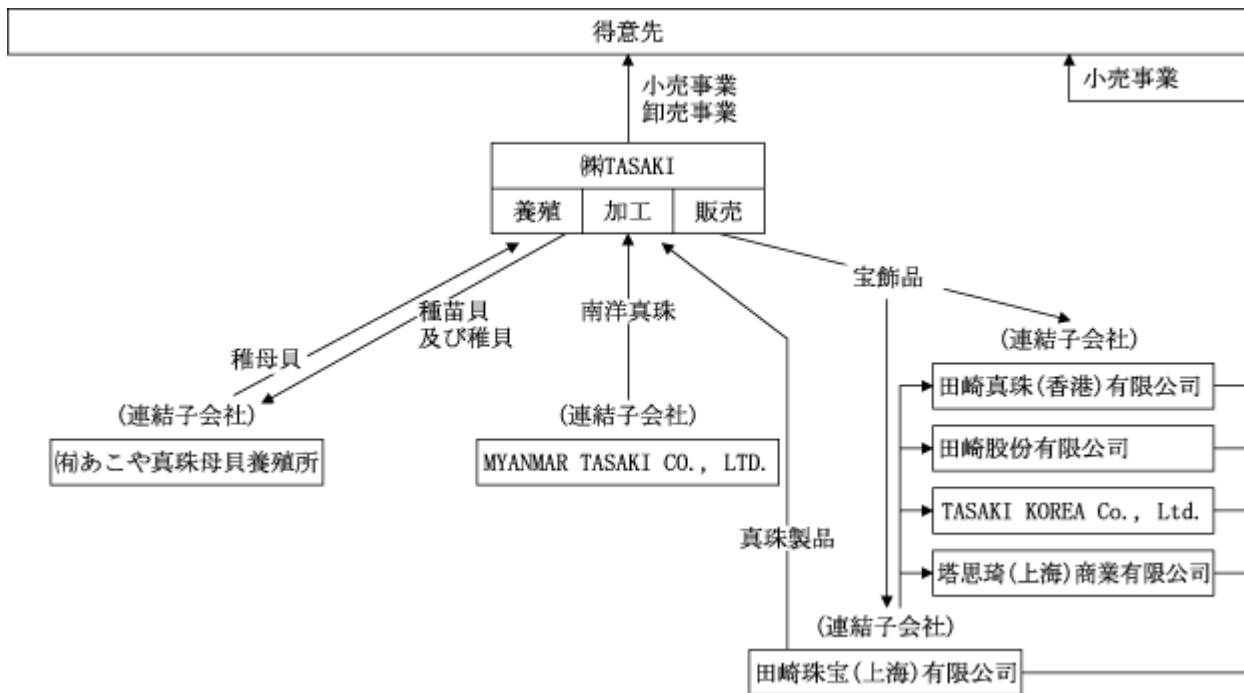 得意先
小売事業
卸売事業
小売事業
㈱TASAKI
養殖
加工
販売
宝飾品
種苗貝
及び稚貝
南洋真珠
稚母貝
(連結子会社)
田崎真珠(香港)有限公司
(連結子会社)
(連結子会社)
㈲あこや真珠母貝養殖所
MYANMAR TASAKI CO., LTD.
田崎股份有限公司
TASAKI KOREA Co., Ltd.
真珠製品
塔思琦(上海)商業有限公司
(連結子会社)
田崎珠宝(上海)有限公司